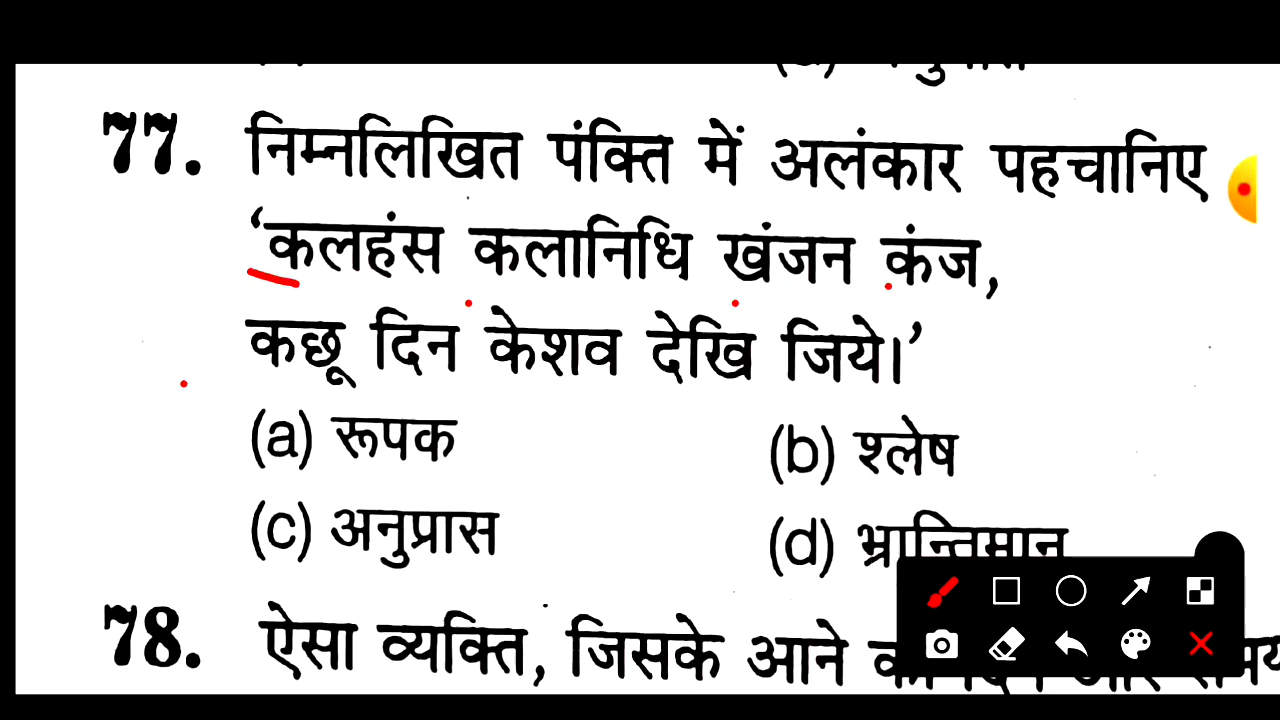 77. निम्नलिखित पंक्ति में अलंकार पहचानिए
‘कलहंस कलानिधि खंजन कंज,
कछू दिन केशव देखि जिये।’
(a) रूपक (b) श्लेष
(c) अनुप्रास (d) भ्रान्तिमान
78. ऐसा व्यक्ति, जिसके आने